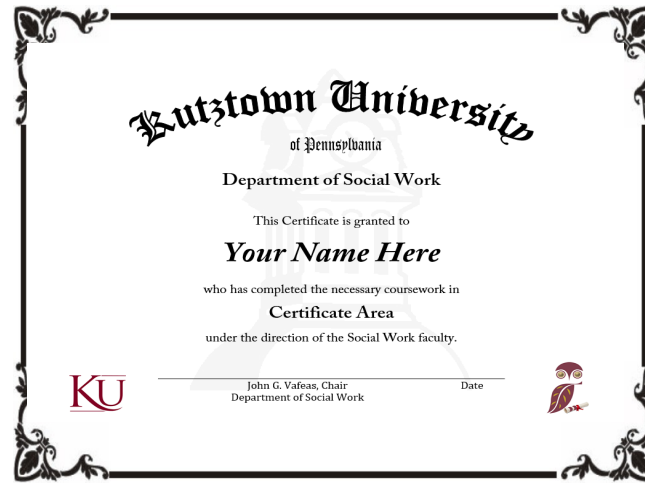 Kutztown University
of Pennsylvania
Department of Social Work
This Certificate is granted to
Your Name Here
who has completed the necessary coursework in
Certificate Area
under the direction of the Social Work faculty.
John G. Vafeas, Chair Date
Department of Social Work
KU